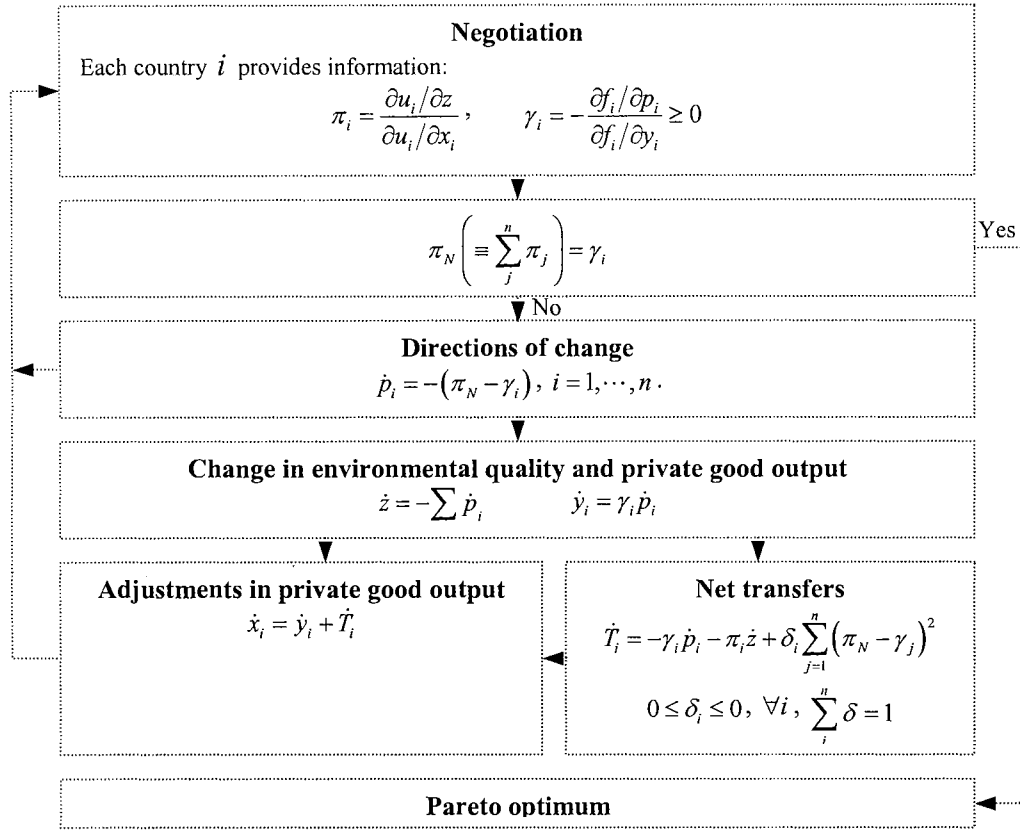 Negotiation
Each country i provides information:
π_i = (∂u_i/∂z)/(∂u_i/∂x_i) , γ_i = −(∂f_i/∂p_i)/(∂f_i/∂y_i) ≥ 0
π_N (≡ ∑_j^n π_j) = γ_i
Yes
No
Directions of change
ṗ_i = −(π_N − γ_i), i = 1,⋯,n .
Change in environmental quality and private good output
ż = −∑ ṗ_i ẏ_i = γ_i ṗ_i
Adjustments in private good output
ẋ_i = ẏ_i + Ṫ_i
Net transfers
Ṫ_i = −γ_i ṗ_i − π_i ż + δ_i ∑_{j=1}^n (π_N − γ_j)^2
0 ≤ δ_i ≤ 0, ∀i , ∑_i^n δ = 1
Pareto optimum